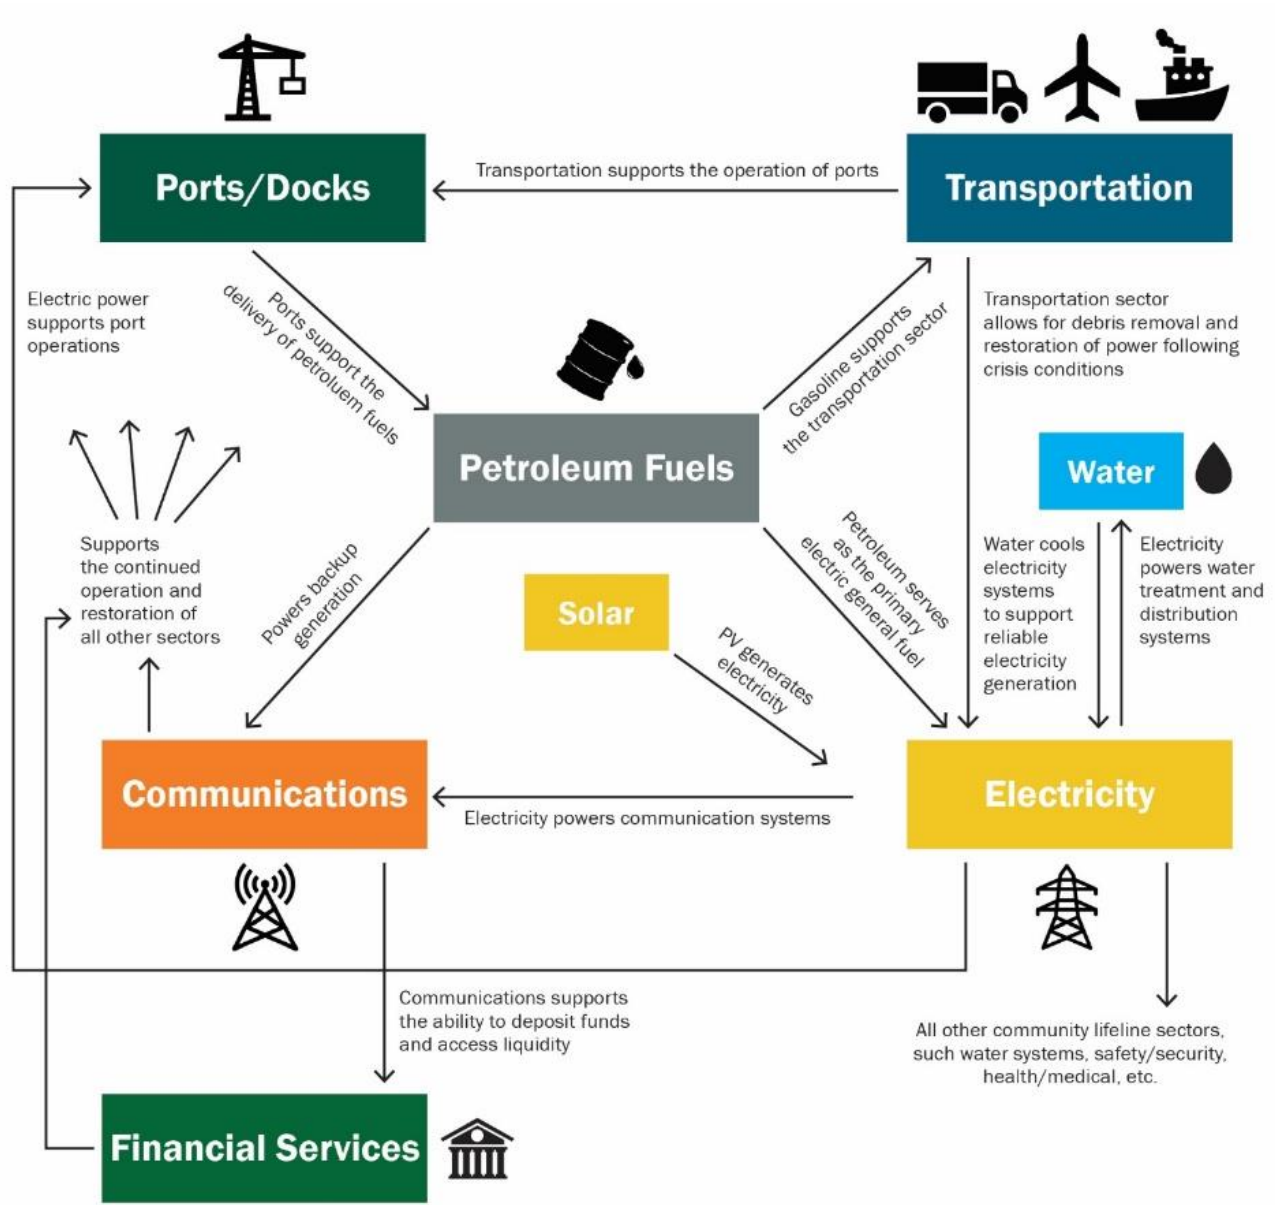 Ports/Docks
Transportation supports the operation of ports
Transportation
Electric power
supports port
operations
Ports support the
delivery of petroluem fuels
Gasoline supports
the transportation sector
Transportation sector
allows for debris removal and
restoration of power following
crisis conditions
Petroleum Fuels
Water
Supports
the continued
operation and
restoration of
all other sectors
Powers backup
generation
Solar
PV generates
electricity
Petroleum serves
as the primary
electric general fuel
Water cools
electricity
systems
to support
reliable
electricity
generation
Electricity
powers water
treatment and
distribution
systems
Communications
Electricity powers communication systems
Electricity
Communications supports
the ability to deposit funds
and access liquidity
All other community lifeline sectors,
such water systems, safety/security,
health/medical, etc.
Financial Services